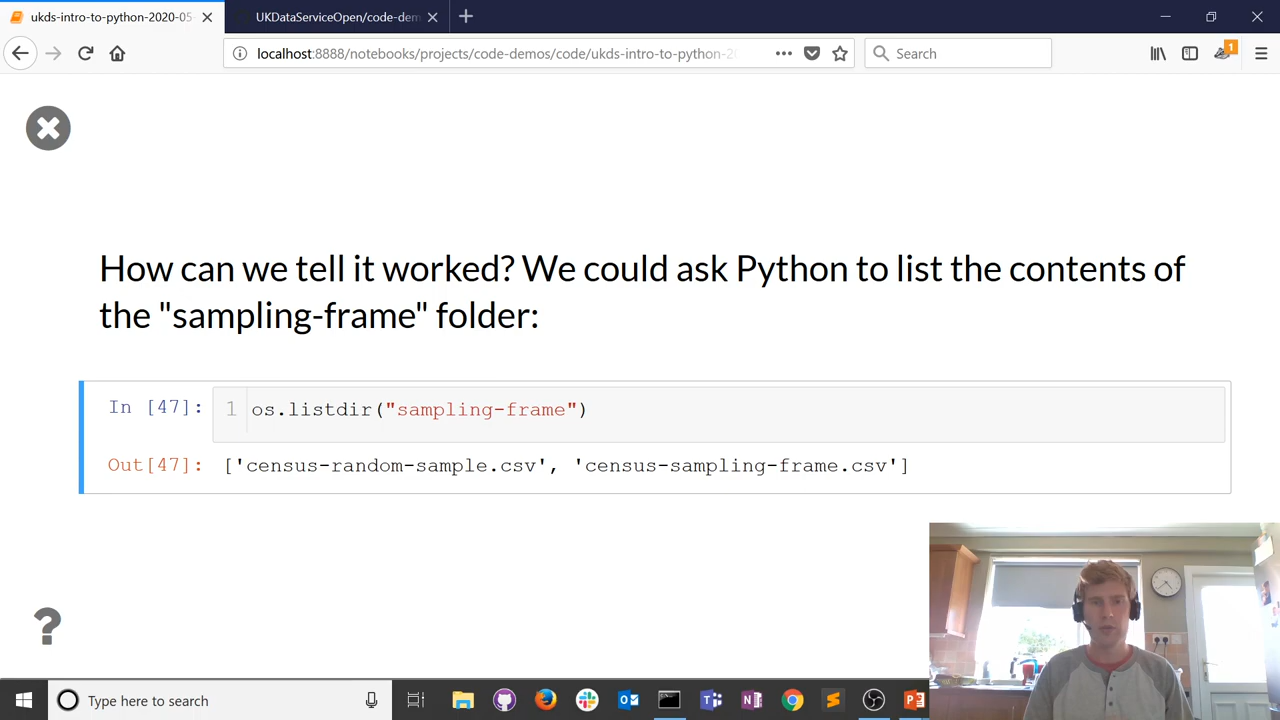 ukds-intro-to-python-2020-05-
UKDataServiceOpen/code-dem
localhost:8888/notebooks/projects/code-demos/code/ukds-intro-to-python-20
Search
1
How can we tell it worked? We could ask Python to list the contents of
the "sampling-frame" folder:
In [47]:
1 os.listdir("sampling-frame")
Out[47]:
['census-random-sample.csv', 'census-sampling-frame.csv']
?
Type here to search